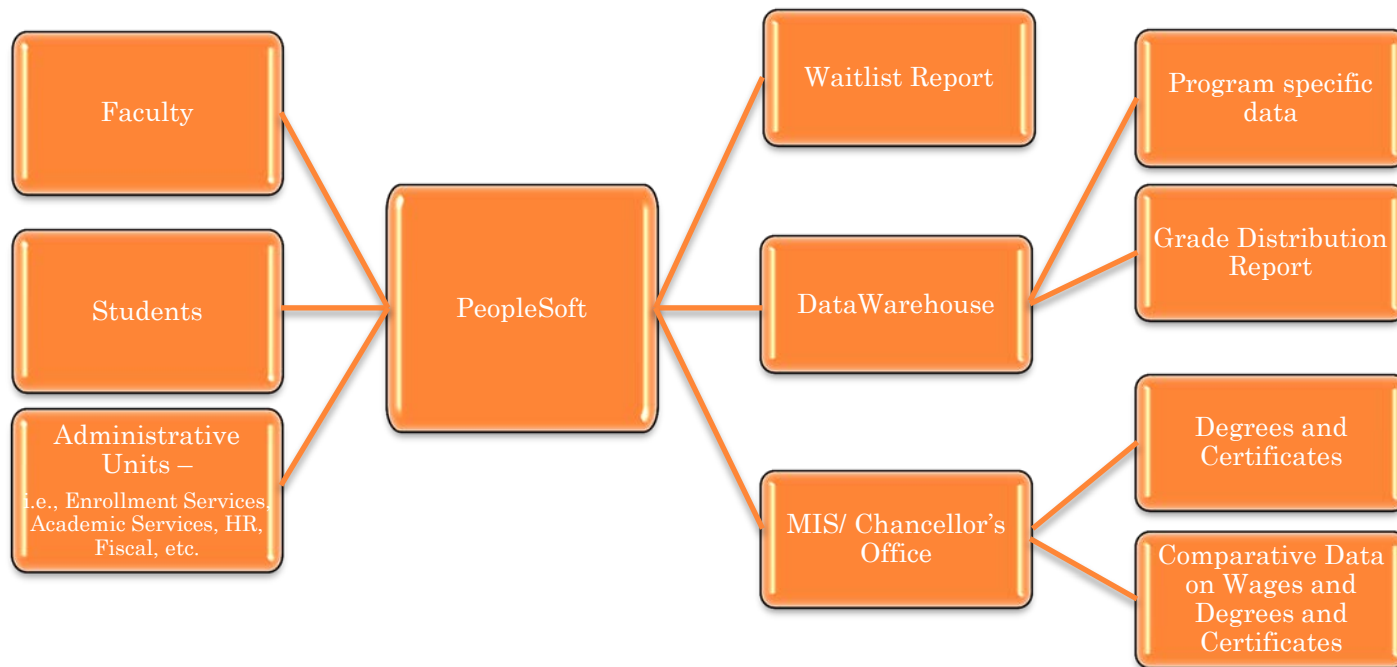 Faculty
Students
Administrative
Units –
i.e., Enrollment Services,
Academic Services, HR,
Fiscal, etc.
PeopleSoft
Waitlist Report
DataWarehouse
MIS/ Chancellor’s
Office
Program specific
data
Grade Distribution
Report
Degrees and
Certificates
Comparative Data
on Wages and
Degrees and
Certificates